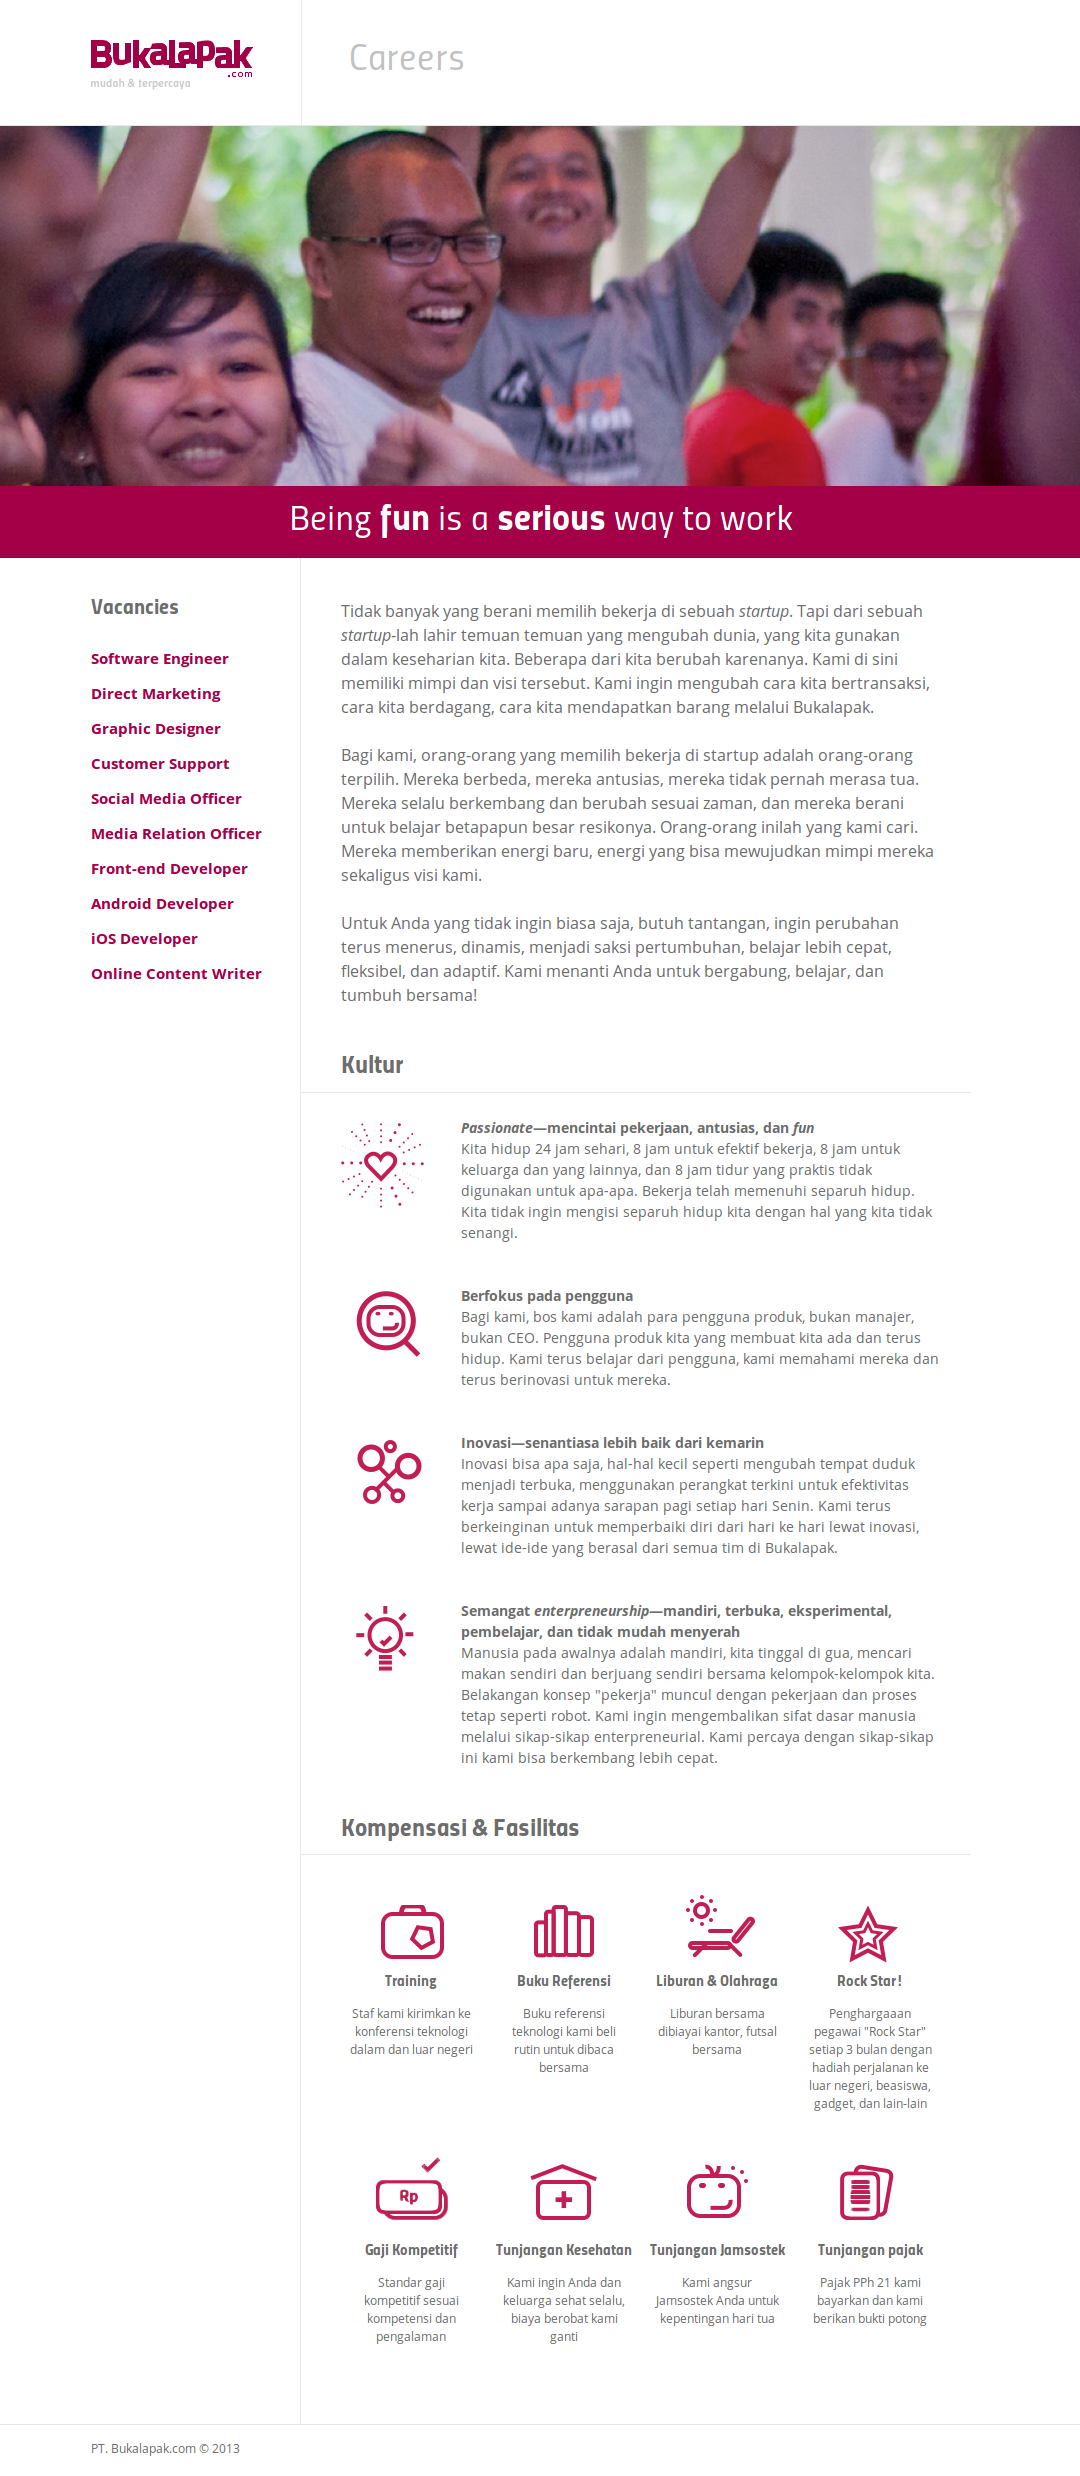 BukaLapak
.com
mudah & terpercaya
Careers
Being fun is a serious way to work
Vacancies
Software Engineer
Direct Marketing
Graphic Designer
Customer Support
Social Media Officer
Media Relation Officer
Front-end Developer
Android Developer
iOS Developer
Online Content Writer
Tidak banyak yang berani memilih bekerja di sebuah startup. Tapi dari sebuah
startup-lah lahir temuan temuan yang mengubah dunia, yang kita gunakan
dalam keseharian kita. Beberapa dari kita berubah karenanya. Kami di sini
memiliki mimpi dan visi tersebut. Kami ingin mengubah cara kita bertransaksi,
cara kita berdagang, cara kita mendapatkan barang melalui Bukalapak.
Bagi kami, orang-orang yang memilih bekerja di startup adalah orang-orang
terpilih. Mereka berbeda, mereka antusias, mereka tidak pernah merasa tua.
Mereka selalu berkembang dan berubah sesuai zaman, dan mereka berani
untuk belajar betapapun besar resikonya. Orang-orang inilah yang kami cari.
Mereka memberikan energi baru, energi yang bisa mewujudkan mimpi mereka
sekaligus visi kami.
Untuk Anda yang tidak ingin biasa saja, butuh tantangan, ingin perubahan
terus menerus, dinamis, menjadi saksi pertumbuhan, belajar lebih cepat,
fleksibel, dan adaptif. Kami menanti Anda untuk bergabung, belajar, dan
tumbuh bersama!
Kultur
Passionate—mencintai pekerjaan, antusias, dan fun
Kita hidup 24 jam sehari, 8 jam untuk efektif bekerja, 8 jam untuk
keluarga dan yang lainnya, dan 8 jam tidur yang praktis tidak
digunakan untuk apa-apa. Bekerja telah memenuhi separuh hidup.
Kita tidak ingin mengisi separuh hidup kita dengan hal yang kita tidak
senangi.
Berfokus pada pengguna
Bagi kami, bos kami adalah para pengguna produk, bukan manajer,
bukan CEO. Pengguna produk kita yang membuat kita ada dan terus
hidup. Kami terus belajar dari pengguna, kami memahami mereka dan
terus berinovasi untuk mereka.
Inovasi—senantiasa lebih baik dari kemarin
Inovasi bisa apa saja, hal-hal kecil seperti mengubah tempat duduk
menjadi terbuka, menggunakan perangkat terkini untuk efektivitas
kerja sampai adanya sarapan pagi setiap hari Senin. Kami terus
berkeinginan untuk memperbaiki diri dari hari ke hari lewat inovasi,
lewat ide-ide yang berasal dari semua tim di Bukalapak.
Semangat enterpreneurship—mandiri, terbuka, eksperimental,
pembelajar, dan tidak mudah menyerah
Manusia pada awalnya adalah mandiri, kita tinggal di gua, mencari
makan sendiri dan berjuang sendiri bersama kelompok-kelompok kita.
Belakangan konsep "pekerja" muncul dengan pekerjaan dan proses
tetap seperti robot. Kami ingin mengembalikan sifat dasar manusia
melalui sikap-sikap enterpreneurial. Kami percaya dengan sikap-sikap
ini kami bisa berkembang lebih cepat.
Kompensasi & Fasilitas
Training
Staf kami kirimkan ke
konferensi teknologi
dalam dan luar negeri
Buku Referensi
Buku referensi
teknologi kami beli
rutin untuk dibaca
bersama
Liburan & Olahraga
Liburan bersama
dibiayai kantor, futsal
bersama
Rock Star!
Penghargaaan
pegawai "Rock Star"
setiap 3 bulan dengan
hadiah perjalanan ke
luar negeri, beasiswa,
gadget, dan lain-lain
Rp
Gaji Kompetitif
Standar gaji
kompetitif sesuai
kompetensi dan
pengalaman
Tunjangan Kesehatan
Kami ingin Anda dan
keluarga sehat selalu,
biaya berobat kami
ganti
Tunjangan Jamsostek
Kami angsur
Jamsostek Anda untuk
kepentingan hari tua
Tunjangan pajak
Pajak PPh 21 kami
bayarkan dan kami
berikan bukti potong
PT. Bukalapak.com © 2013